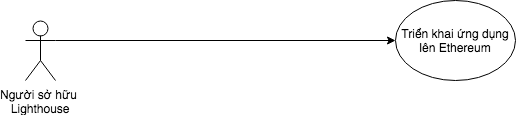 Triển khai ứng dụng
lên Ethereum
Người sở hữu
Lighthouse